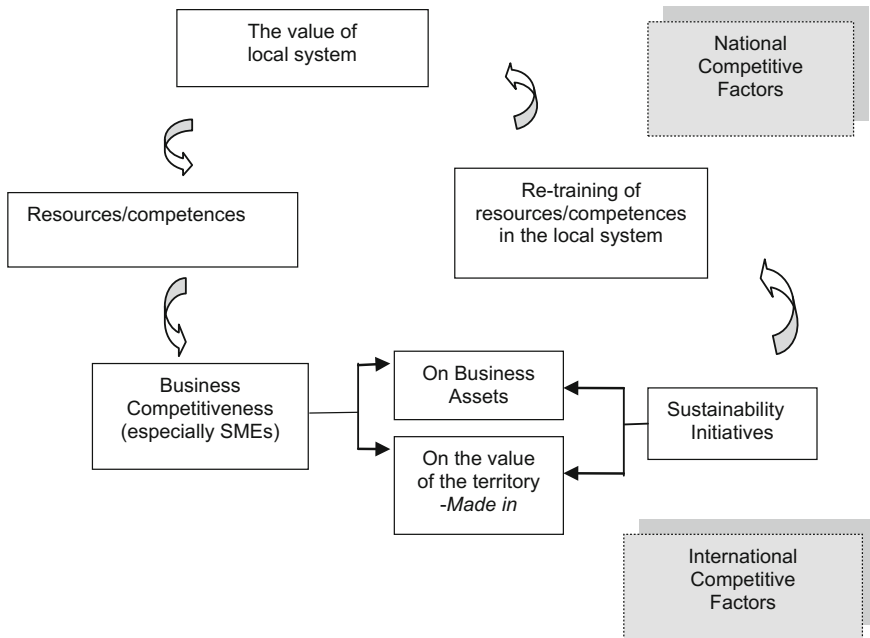 The value of
local system
National
Competitive
Factors
Resources/competences
Re-training of
resources/competences
in the local system
Business
Competitiveness
(especially SMEs)
On Business
Assets
Sustainability
Initiatives
On the value
of the territory
-Made in
International
Competitive
Factors